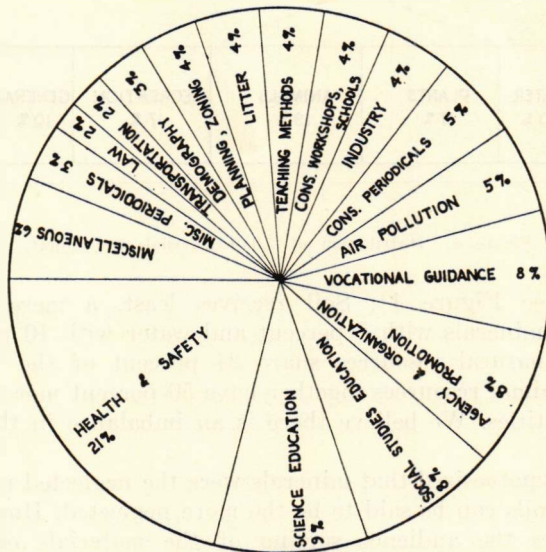 MISCELLANEOUS 6%
MISC. PERIODICALS 3%
LAW 2%
TRANSPORTATION 2%
DEMOGRAPHY 3%
PLANNING, ZONING 4%
LITTER 4%
TEACHING METHODS 4%
CONS. WORKSHOPS,
SCHOOLS 4%
INDUSTRY 4%
CONS. PERIODICALS 5%
AIR POLLUTION 5%
VOCATIONAL GUIDANCE 8%
AGENCY ORGANIZATION
PROMOTION 8%
SOCIAL STUDIES EDUCATION
8%
SCIENCE EDUCATION
9%
HEALTH & SAFETY
21%